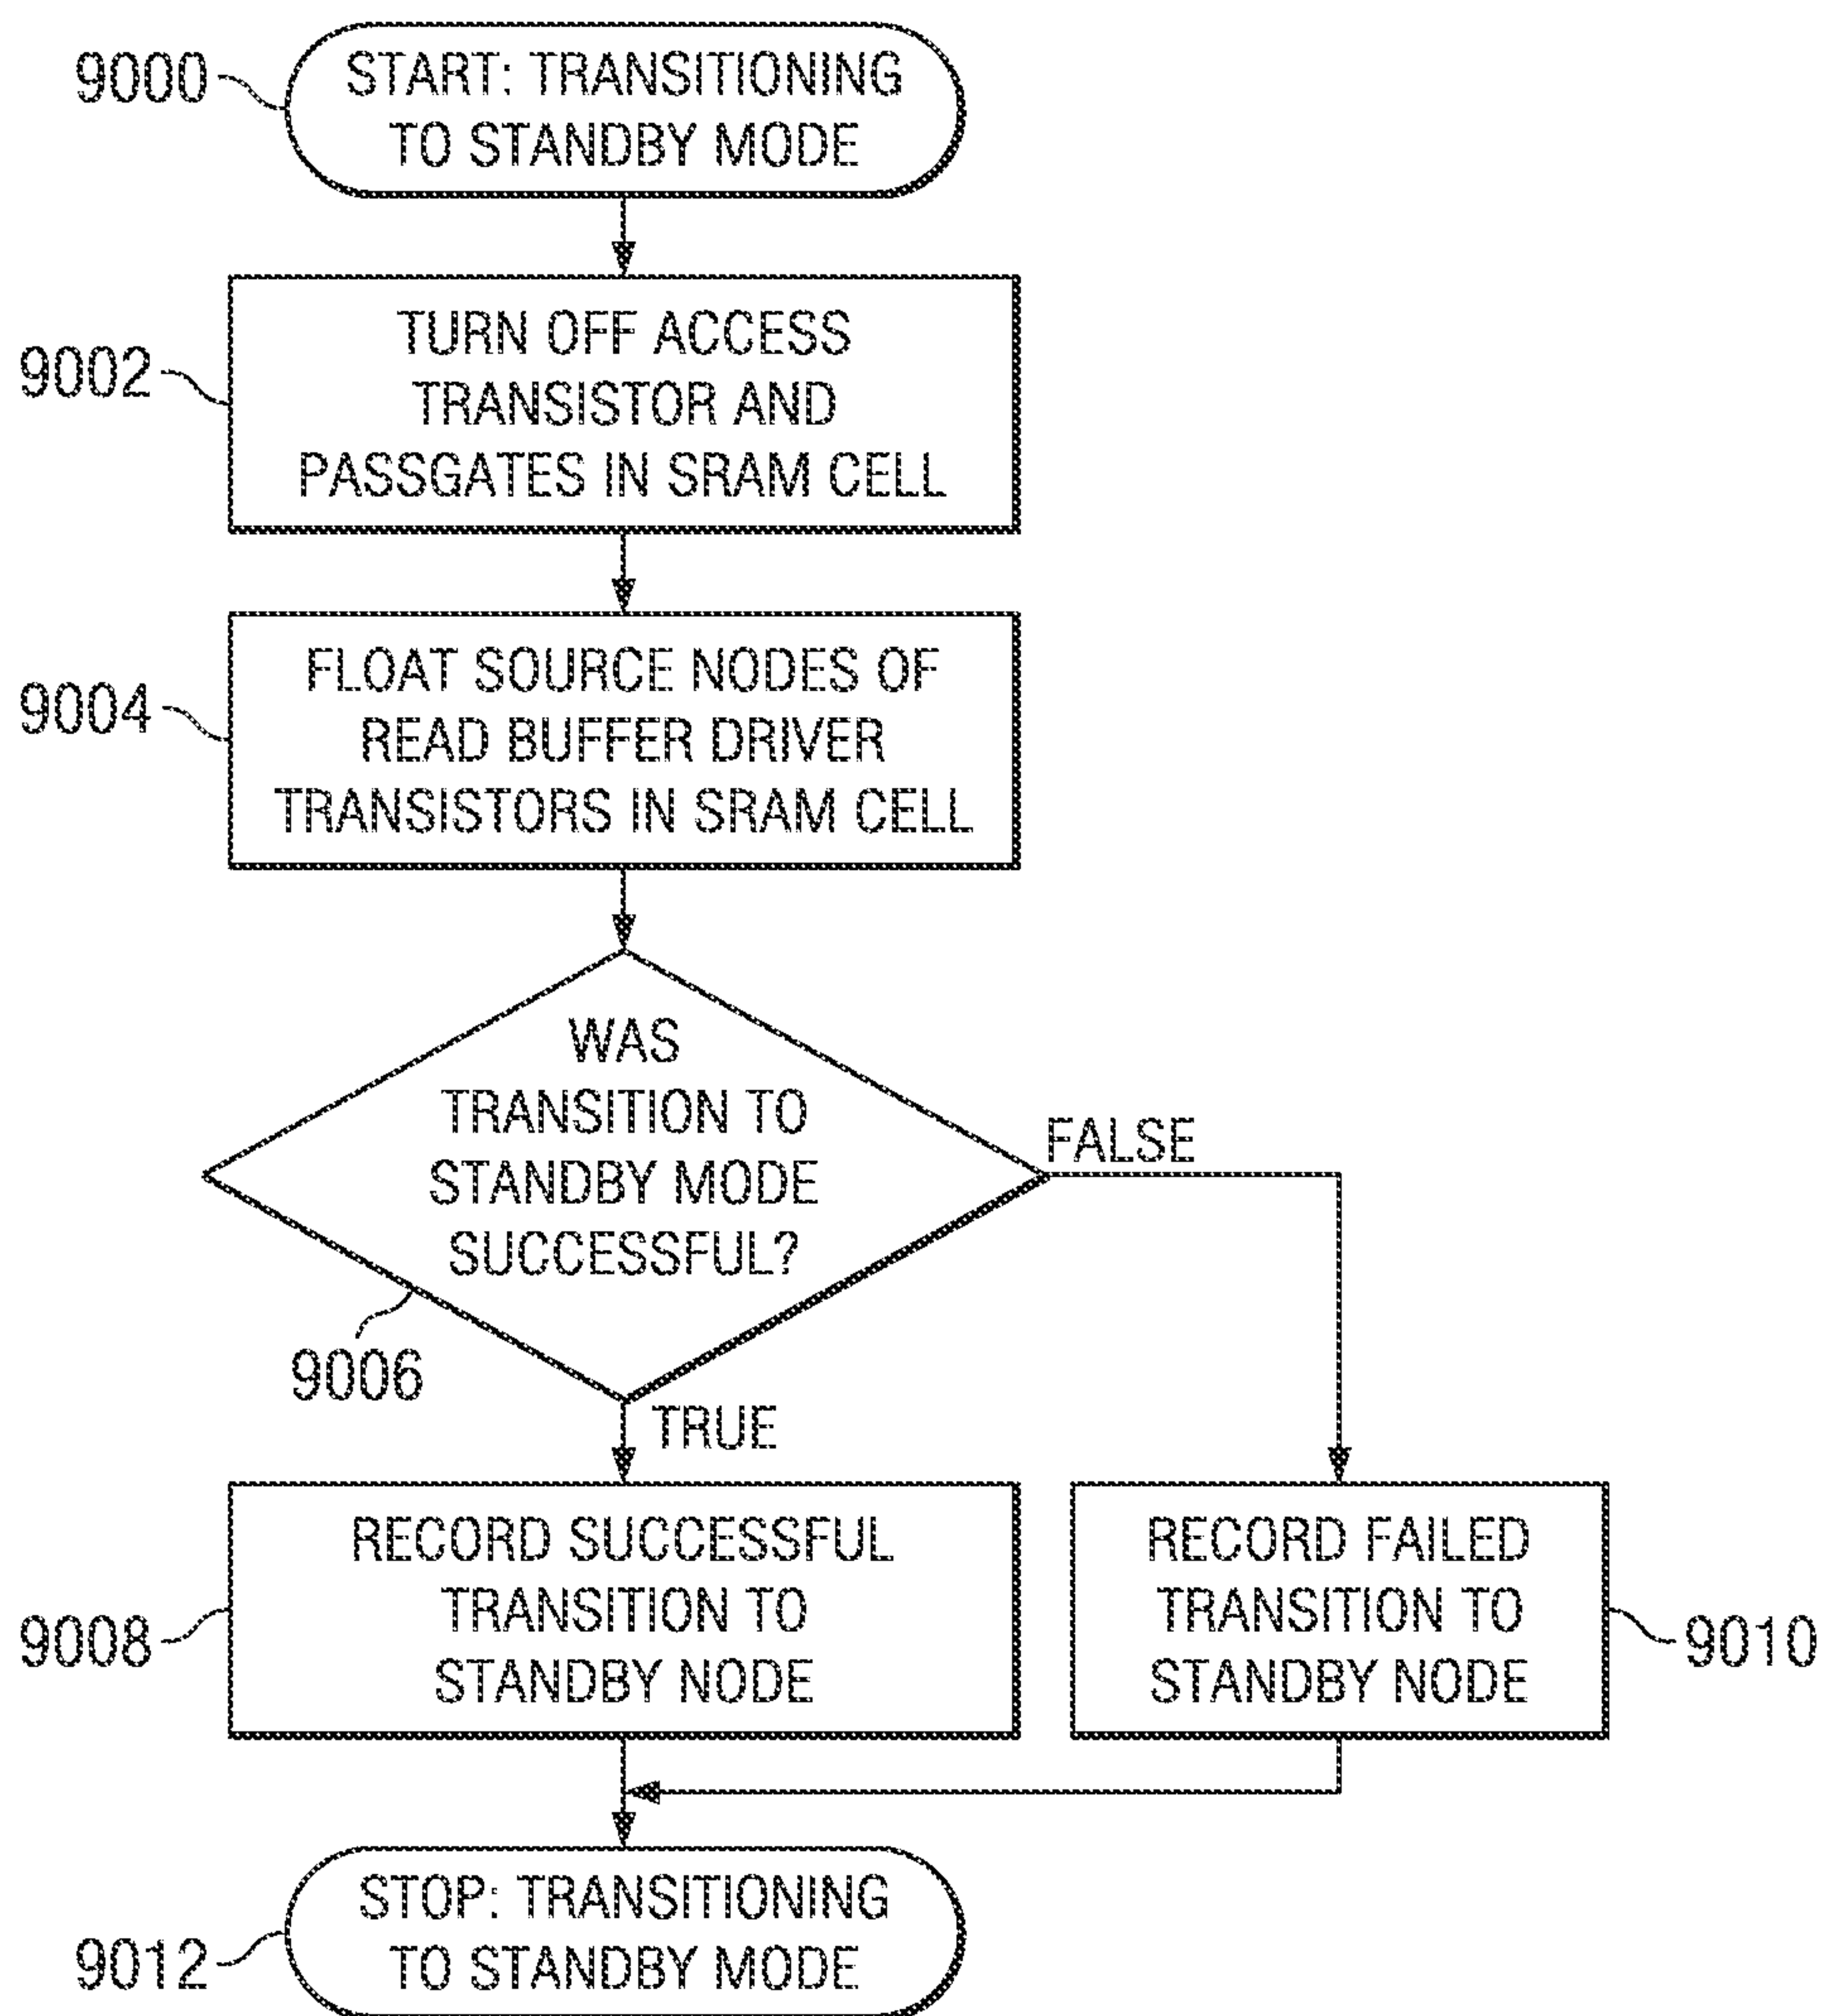 9000
START: TRANSITIONING
TO STANDBY MODE
9002
TURN OFF ACCESS
TRANSISTOR AND
PASSGATES IN SRAM CELL
9004
FLOAT SOURCE NODES OF
READ BUFFER DRIVER
TRANSISTORS IN SRAM CELL
WAS
TRANSITION TO
STANDBY MODE
SUCCESSFUL?
FALSE
9006
TRUE
9008
RECORD SUCCESSFUL
TRANSITION TO
STANDBY NODE
RECORD FAILED
TRANSITION TO
STANDBY NODE
9010
9012
STOP: TRANSITIONING
TO STANDBY MODE